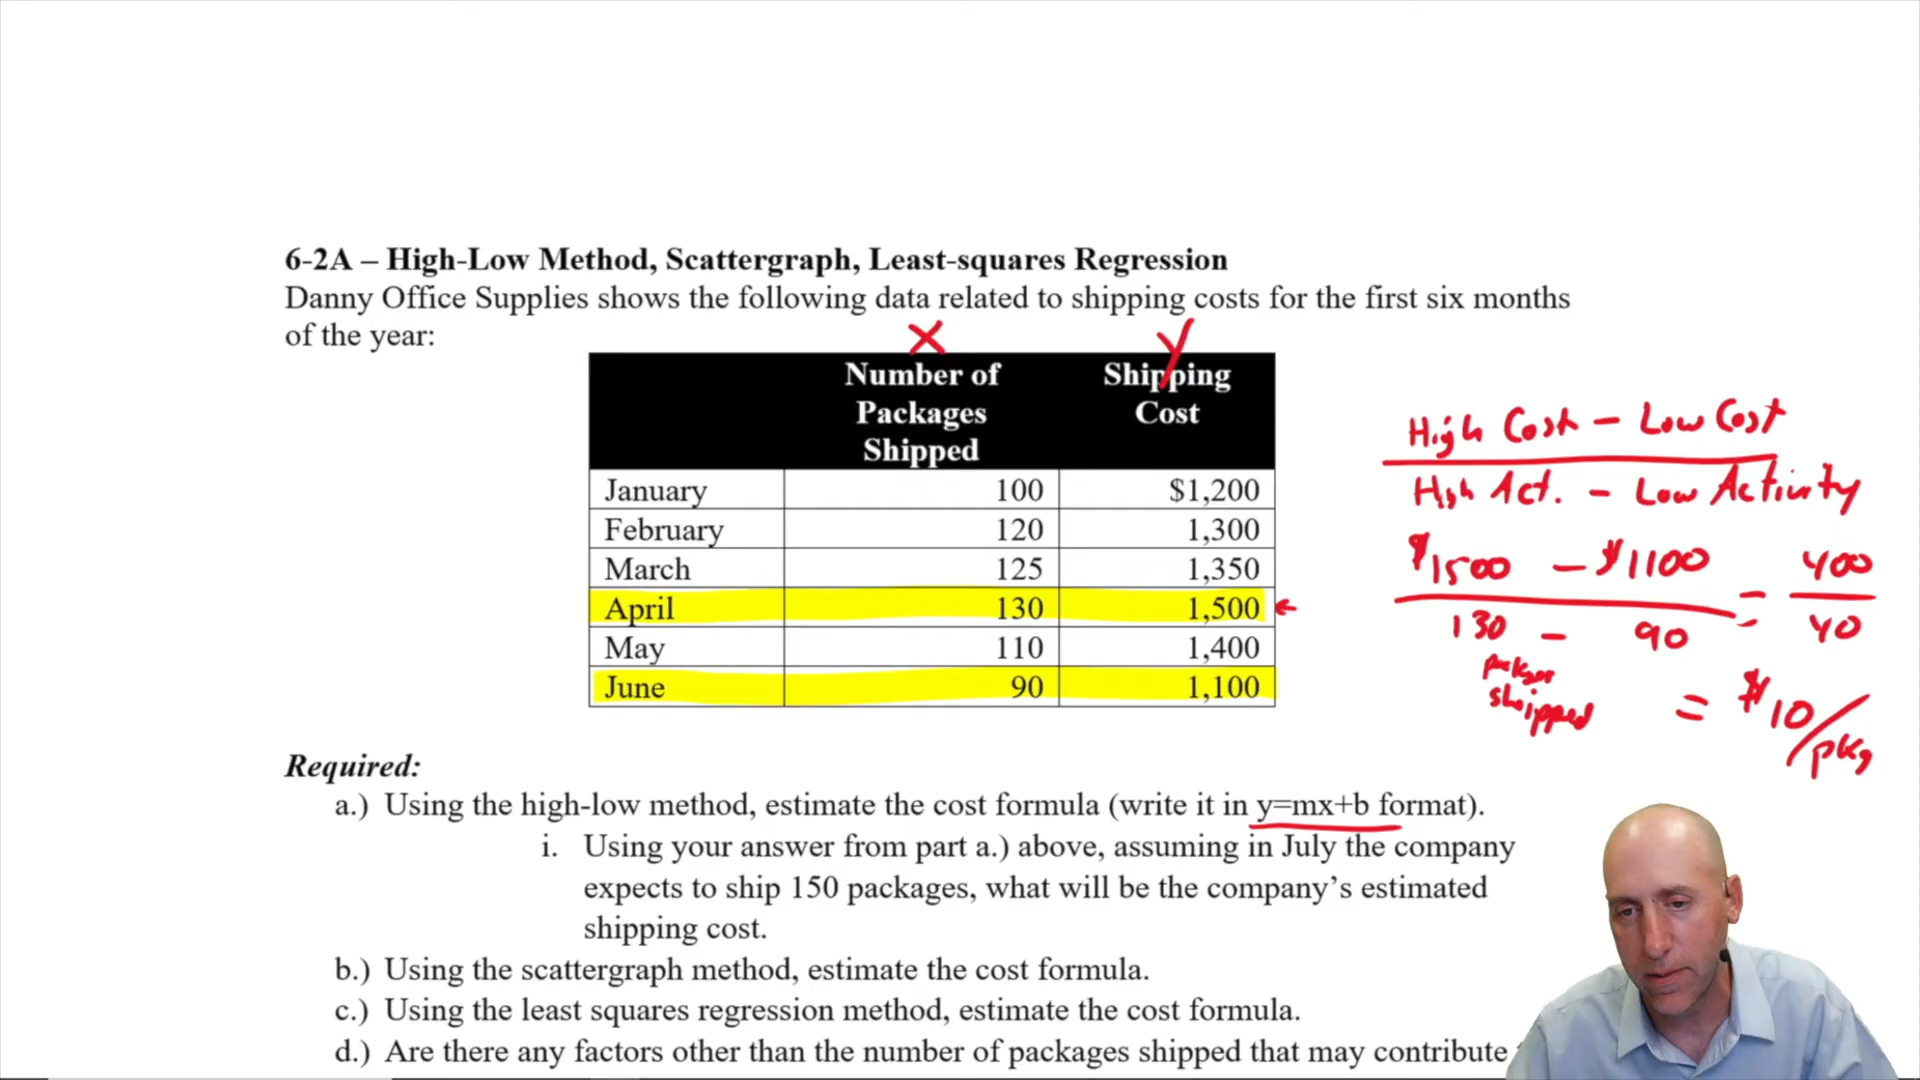 6-2A – High-Low Method, Scattergraph, Least-squares Regression
Danny Office Supplies shows the following data related to shipping costs for the first six months
of the year:
X Y
Number of Packages Shipped Shipping Cost
January 100 $1,200
February 120 1,300
March 125 1,350
April 130 1,500
May 110 1,400
June 90 1,100
High Cost – Low Cost
High Act. – Low Activity
$1500 – $1100 = 400
130 – 90 40
packages
shipped
= $10/pkg
Required:
a.) Using the high-low method, estimate the cost formula (write it in y=mx+b format).
i. Using your answer from part a.) above, assuming in July the company
expects to ship 150 packages, what will be the company’s estimated
shipping cost.
b.) Using the scattergraph method, estimate the cost formula.
c.) Using the least squares regression method, estimate the cost formula.
d.) Are there any factors other than the number of packages shipped that may contribute